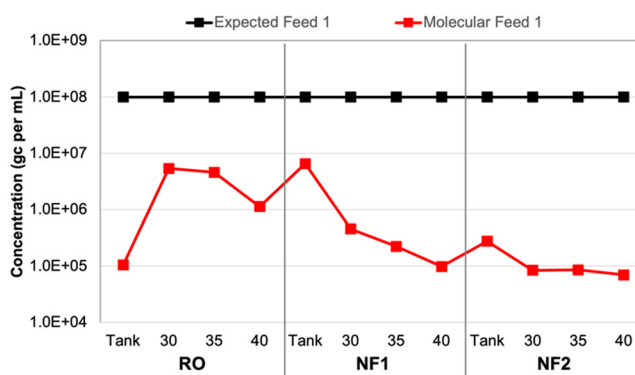 Expected Feed 1 Molecular Feed 1
Concentration (gc per mL)
1.0E+09
1.0E+08
1.0E+07
1.0E+06
1.0E+05
1.0E+04
Tank 30 35 40 Tank 30 35 40 Tank 30 35 40
RO NF1 NF2